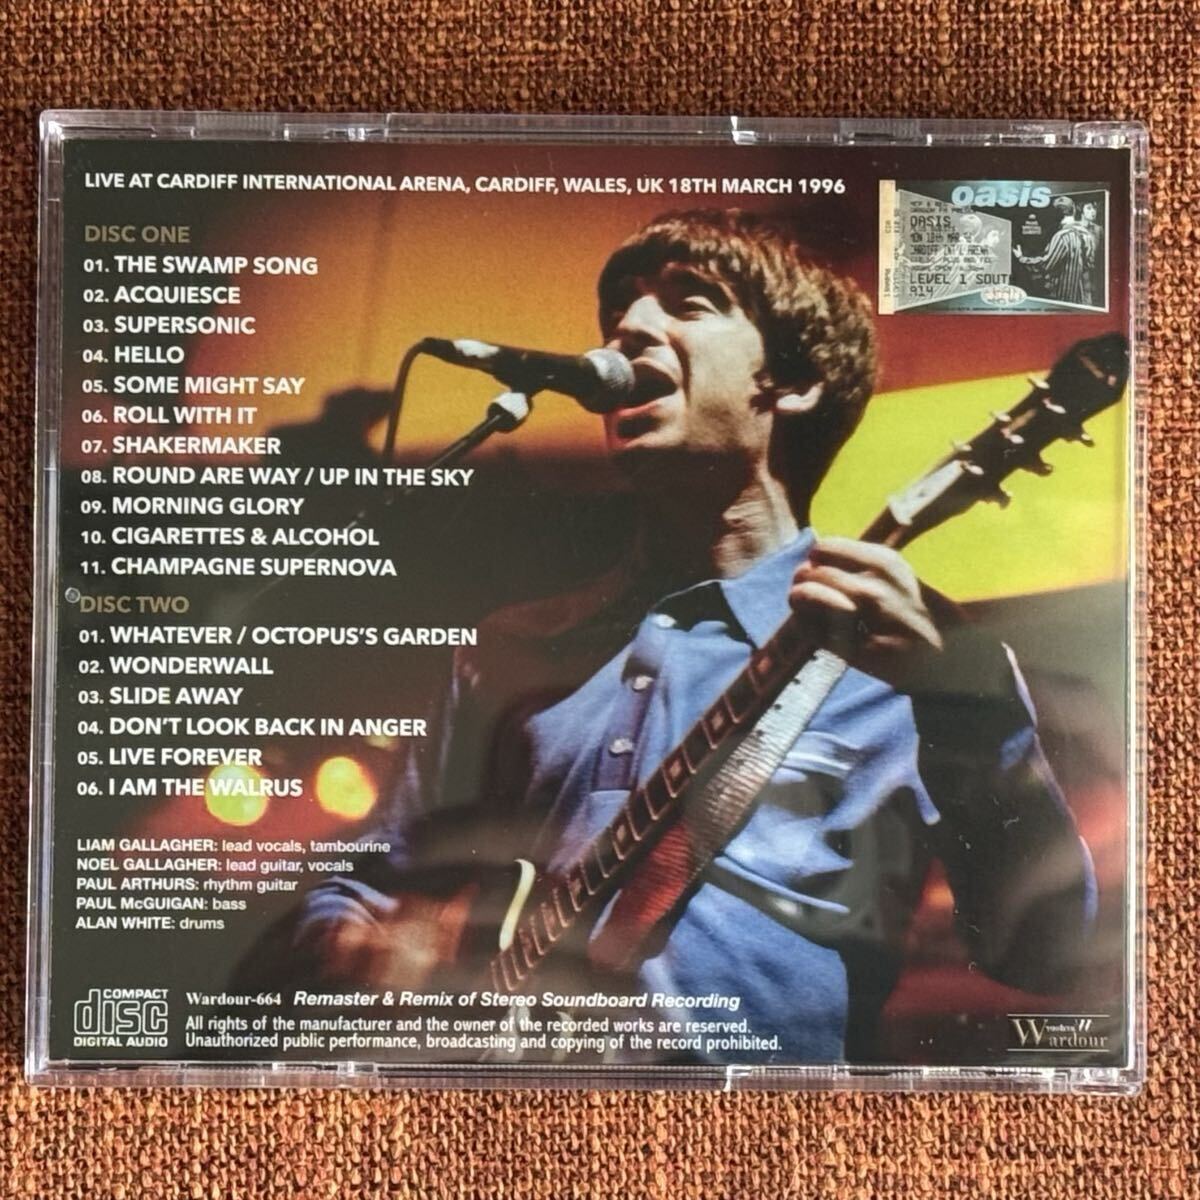 LIVE AT CARDIFF INTERNATIONAL ARENA, CARDIFF, WALES, UK 18TH MARCH 1996
oasis
OASIS
LEVEL 1 SOUT
914
DISC ONE
01. THE SWAMP SONG
02. ACQUIESCE
03. SUPERSONIC
04. HELLO
05. SOME MIGHT SAY
06. ROLL WITH IT
07. SHAKERMAKER
08. ROUND ARE WAY / UP IN THE SKY
09. MORNING GLORY
10. CIGARETTES & ALCOHOL
11. CHAMPAGNE SUPERNOVA
DISC TWO
01. WHATEVER / OCTOPUS'S GARDEN
02. WONDERWALL
03. SLIDE AWAY
04. DON'T LOOK BACK IN ANGER
05. LIVE FOREVER
06. I AM THE WALRUS
LIAM GALLAGHER: lead vocals, tambourine
NOEL GALLAGHER: lead guitar, vocals
PAUL ARTHURS: rhythm guitar
PAUL McGUIGAN: bass
ALAN WHITE: drums
COMPACT
disc
DIGITAL AUDIO
Wardour-664 Remaster & Remix of Stereo Soundboard Recording
All rights of the manufacturer and the owner of the recorded works are reserved.
Unauthorized public performance, broadcasting and copying of the record prohibited.
Wardour